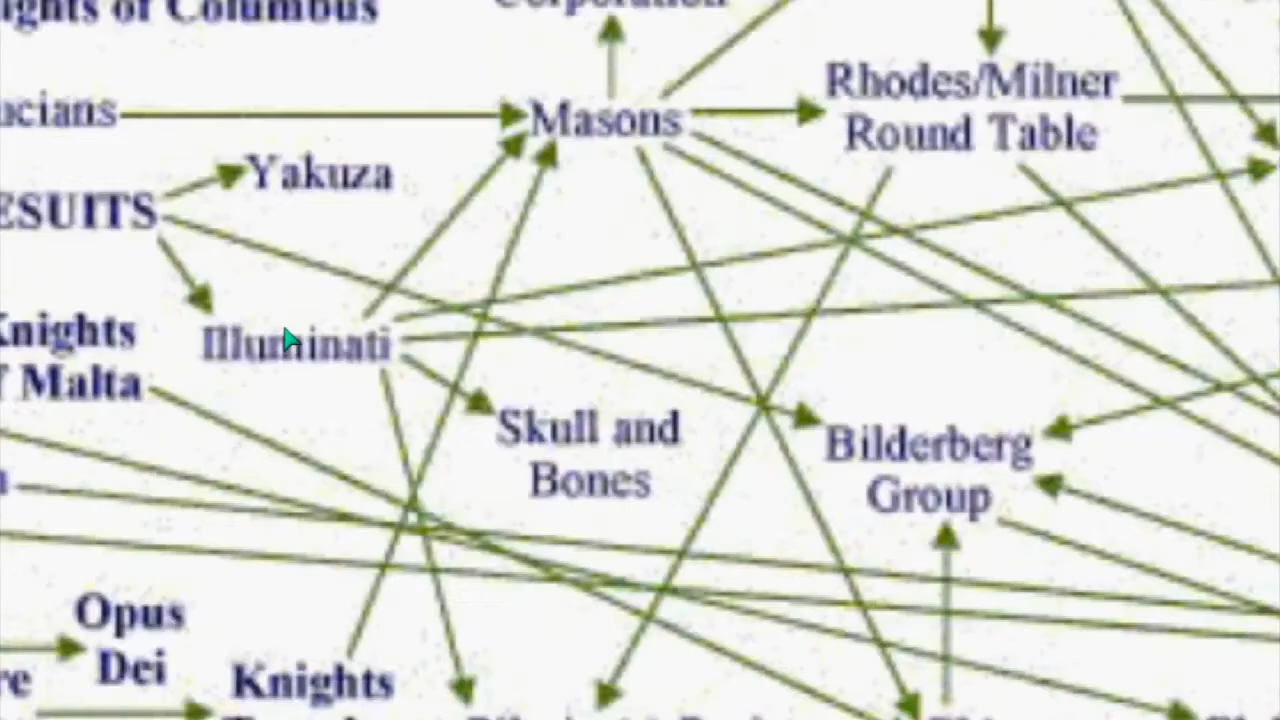 ights of Columbus
Corporation
ucians
Masons
Rhodes/Milner
Round Table
Yakuza
ESUITS
Knights
f Malta
Illuminati
Skull and
Bones
Bilderberg
Group
Opus
Dei
re
Knights